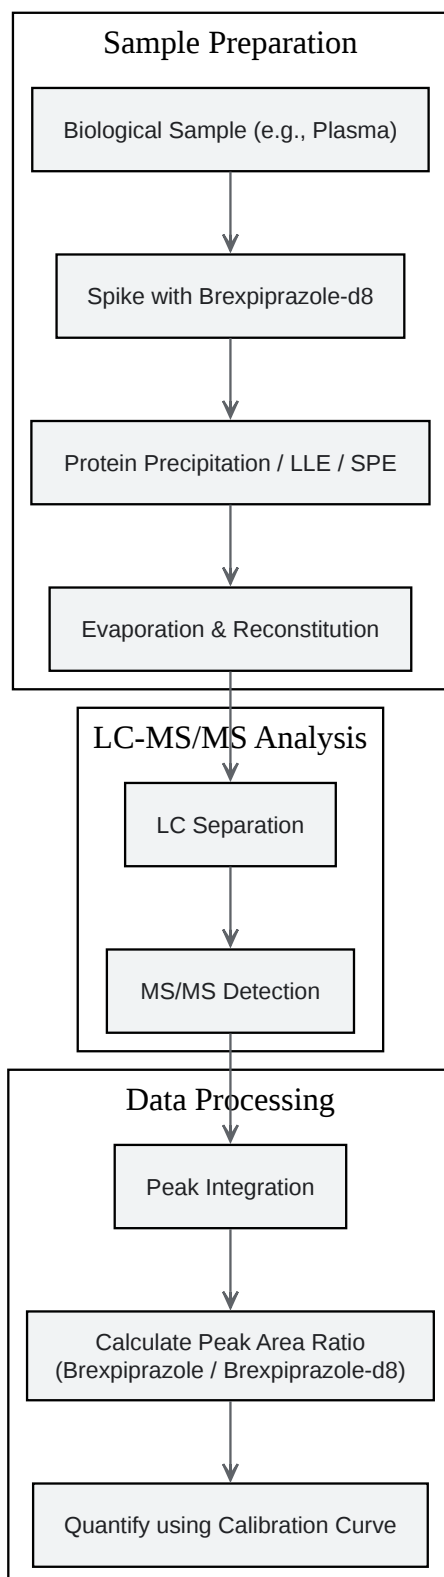 Sample Preparation
Biological Sample (e.g., Plasma)
Spike with Brexpiprazole-d8
Protein Precipitation / LLE / SPE
Evaporation & Reconstitution
LC-MS/MS Analysis
LC Separation
MS/MS Detection
Data Processing
Peak Integration
Calculate Peak Area Ratio
(Brexpiprazole / Brexpiprazole-d8)
Quantify using Calibration Curve